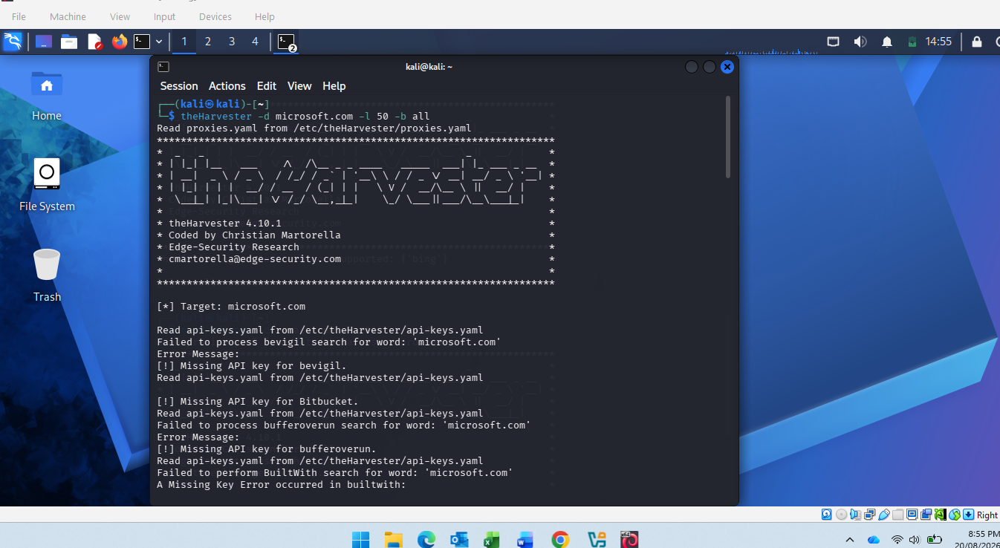 File Machine View Input Devices Help
1 2 3 4 2 14:55
kali@kali: ~
Session Actions Edit View Help
Home
File System
Trash
┌──(kali㉿kali)-[~]
└─$ theHarvester -d microsoft.com -l 50 -b all
Read proxies.yaml from /etc/theHarvester/proxies.yaml
*******************************************************************
* theHarvester 4.10.1 *
* Coded by Christian Martorella *
* Edge-Security Research *
* cmartorella@edge-security.com *
* *
*******************************************************************
[*] Target: microsoft.com
Read api-keys.yaml from /etc/theHarvester/api-keys.yaml
Failed to process bevigil search for word: 'microsoft.com'
Error Message:
[!] Missing API key for bevigil.
Read api-keys.yaml from /etc/theHarvester/api-keys.yaml
[!] Missing API key for Bitbucket.
Read api-keys.yaml from /etc/theHarvester/api-keys.yaml
Failed to process bufferoverun search for word: 'microsoft.com'
Error Message:
[!] Missing API key for bufferoverun.
Read api-keys.yaml from /etc/theHarvester/api-keys.yaml
Failed to perform BuiltWith search for word: 'microsoft.com'
A Missing Key Error occurred in builtwith:
Right
8:55 PM